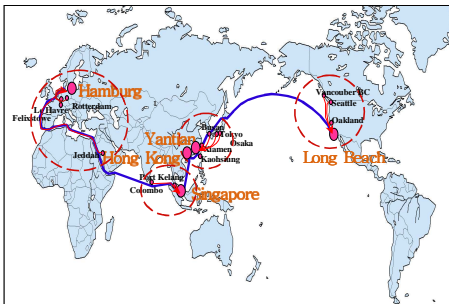 Hamburg
Le Havre
Rotterdam
Felixstowe
Jeddah
Hong Kong
Yantian
Busan
Tokyo
Osaka
Xiamen
Kaohsiung
Port Kelang
Colombo
Singapore
Vancouber BC
Seattle
Oakland
Long Beach